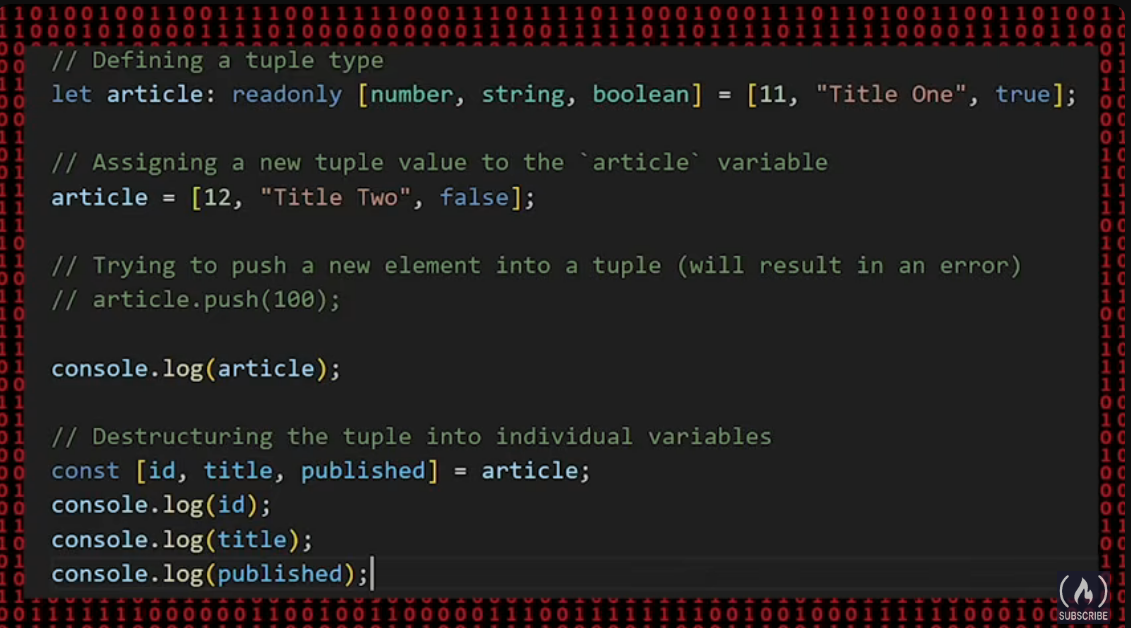 // Defining a tuple type
let article: readonly [number, string, boolean] = [11, "Title One", true];
// Assigning a new tuple value to the `article` variable
article = [12, "Title Two", false];
// Trying to push a new element into a tuple (will result in an error)
// article.push(100);
console.log(article);
// Destructuring the tuple into individual variables
const [id, title, published] = article;
console.log(id);
console.log(title);
console.log(published);
SUBSCRIBE